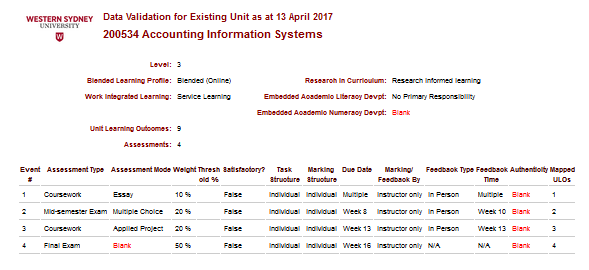 WESTERN SYDNEY
UNIVERSITY
W
Data Validation for Existing Unit as at 13 April 2017
200534 Accounting Information Systems
Level: 3
Blended Learning Profile: Blended (Online) Research in Curriculum: Research informed learning
Work Integrated Learning: Service Learning Embedded Academic Literacy Devpt: No Primary Responsibility
Embedded Academic Numeracy Devpt: Blank
Unit Learning Outcomes: 9
Assessments: 4
Event Assessment Type Assessment Mode Weight Thresh Satisfactory? Task Marking Due Date Marking/ Feedback Type Feedback Authenticity Mapped
# old % Structure Structure Feedback By Time ULOs
1 Coursework Essay 10 % False Individual Individual Multiple Instructor only In Person Multiple Blank 1
2 Mid-semester Exam Multiple Choice 20 % False Individual Individual Week 8 Instructor only In Person Week 10 Blank 2
3 Coursework Applied Project 20 % False Individual Individual Week 13 Instructor only In Person Week 13 Blank 3
4 Final Exam Blank 50 % False Individual Individual Week 16 Instructor only N/A N/A Blank 4